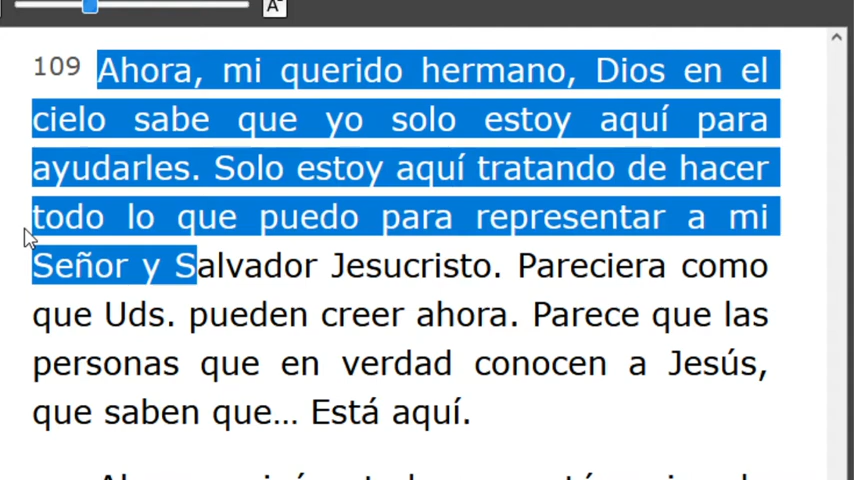 A
109 Ahora, mi querido hermano, Dios en el
cielo sabe que yo solo estoy aquí para
ayudarles. Solo estoy aquí tratando de hacer
todo lo que puedo para representar a mi
Señor y Salvador Jesucristo. Pareciera como
que Uds. pueden creer ahora. Parece que las
personas que en verdad conocen a Jesús,
que saben que… Está aquí.